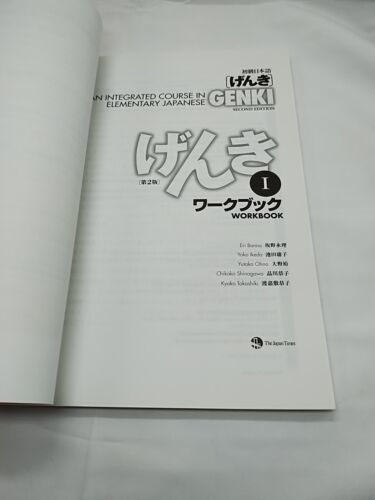 初級日本語
[げんき]
AN INTEGRATED COURSE IN
ELEMENTARY JAPANESE
GENKI
SECOND EDITION
げんき
[第2版]
I
ワークブック
WORKBOOK
Eri Banno 坂野永理
Yoko Ikeda 池田庸子
Yutaka Ohno 大野裕
Chikako Shinagawa 品川恭子
Kyoko Tokashiki 渡嘉敷恭子
The Japan Times